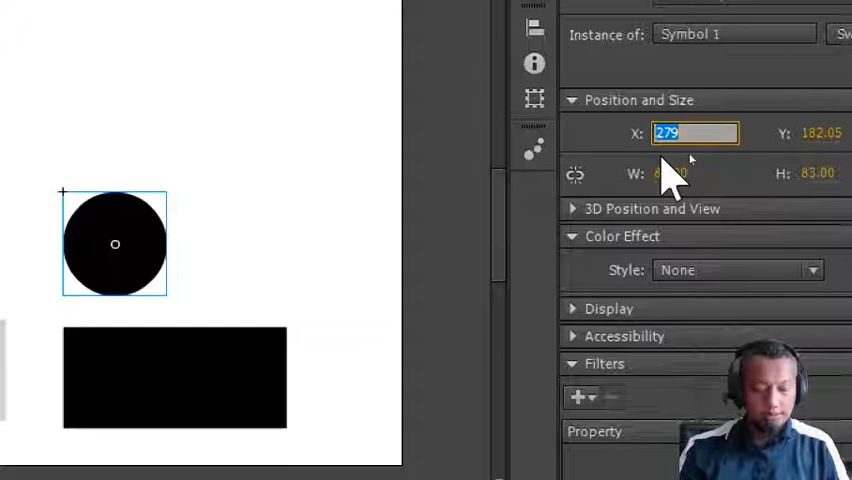 Instance of: Symbol 1 Sw
Position and Size
X: 279 Y: 182.05
W: H: 83.00
3D Position and View
Color Effect
Style: None
Display
Accessibility
Filters
Property